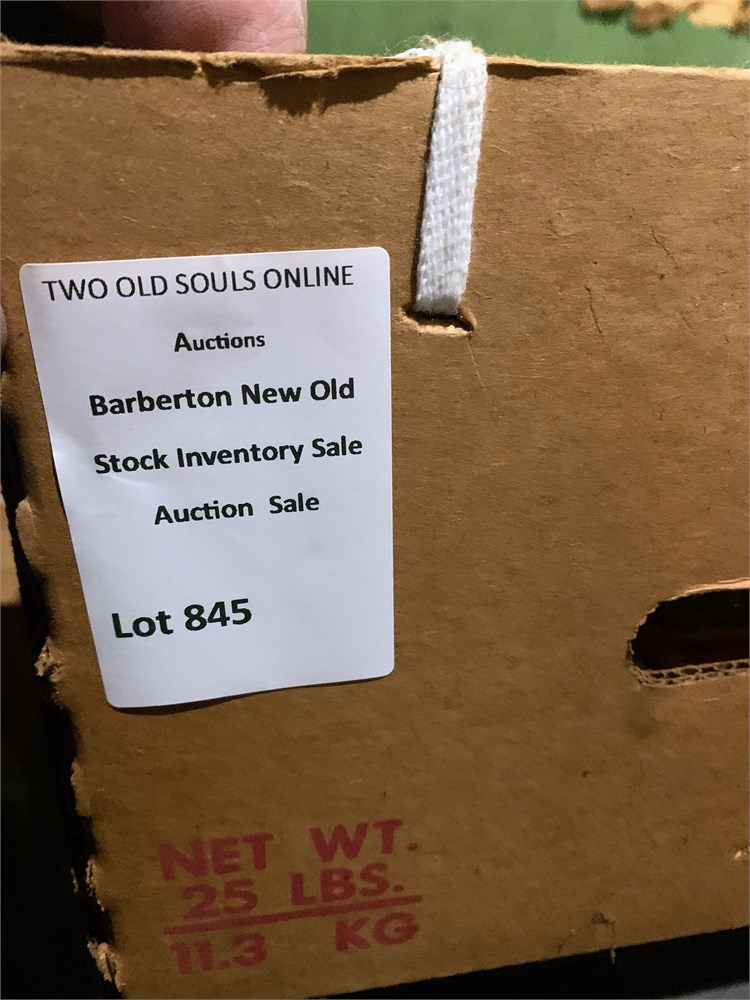 TWO OLD SOULS ONLINE
Auctions
Barberton New Old
Stock Inventory Sale
Auction Sale
Lot 845
NET WT.
25 LBS.
11.3 KG